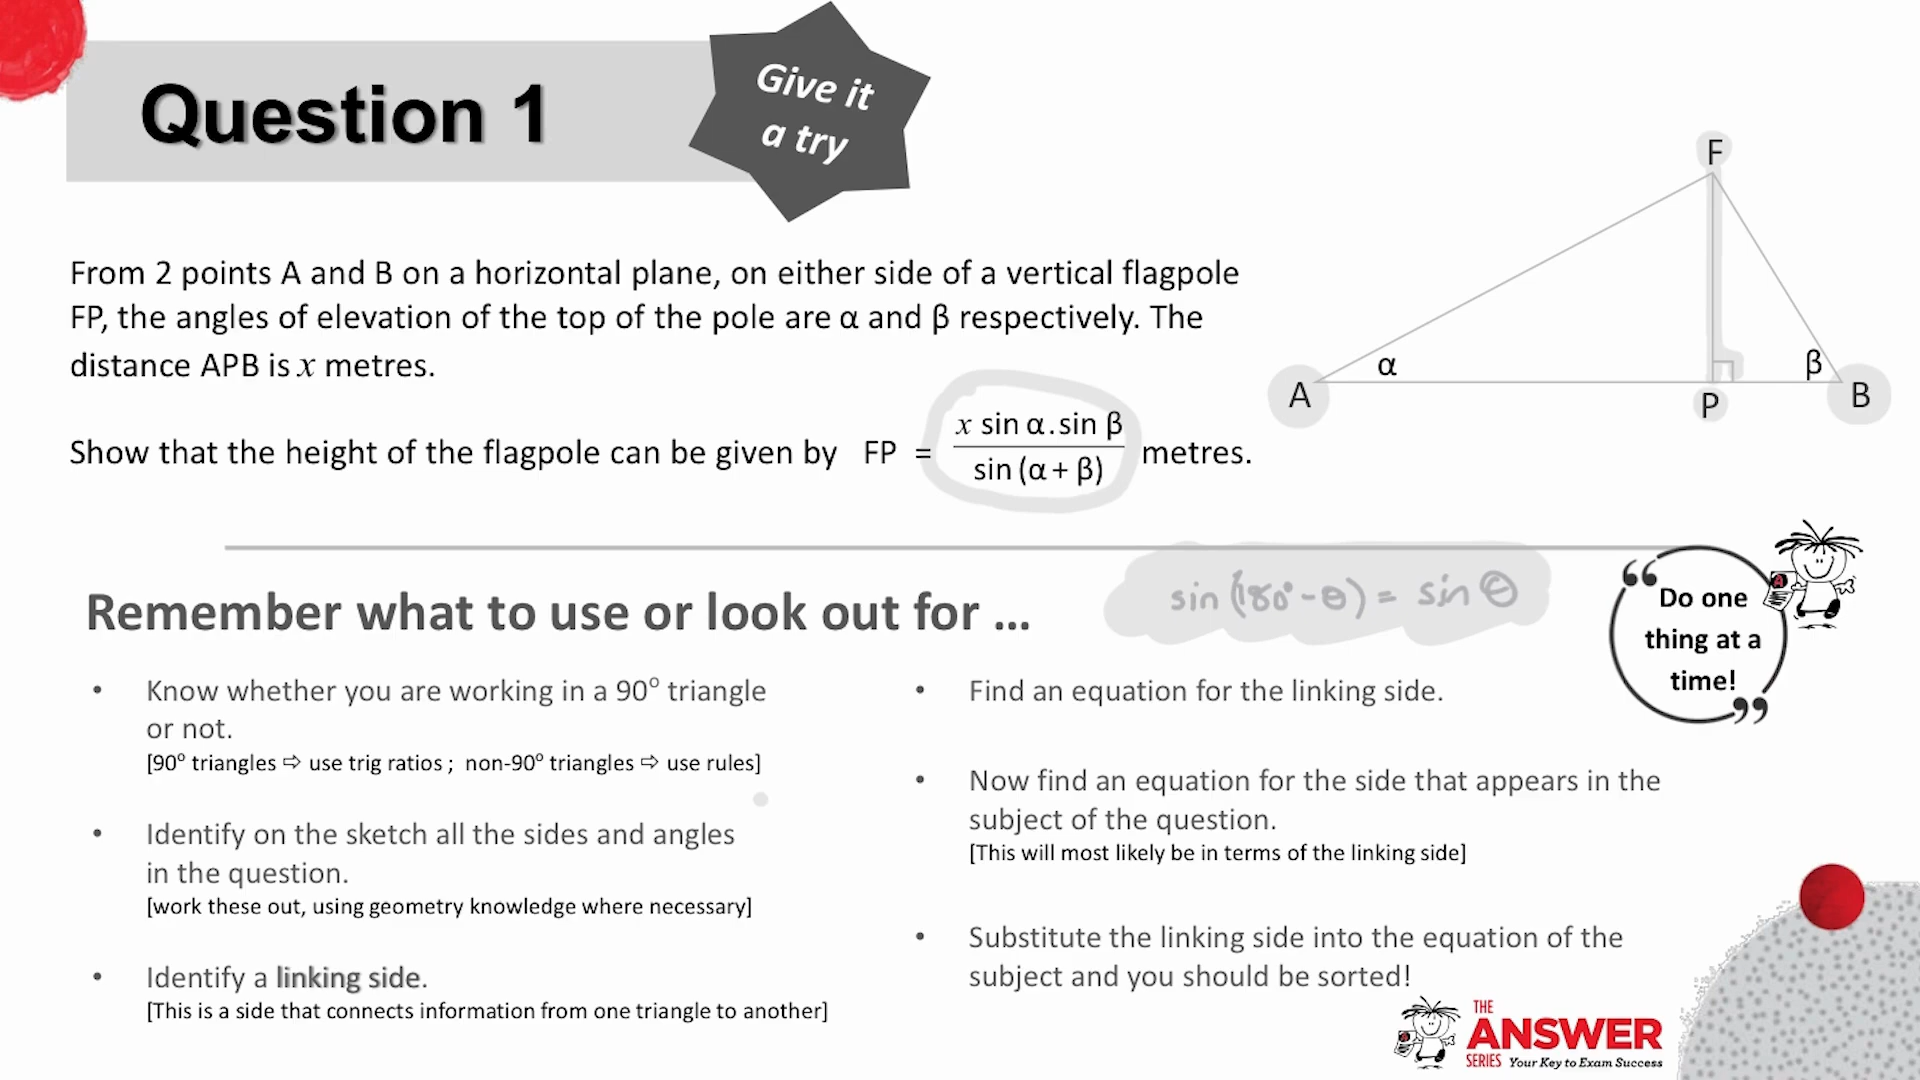 Question 1
Give it
a try
From 2 points A and B on a horizontal plane, on either side of a vertical flagpole
FP, the angles of elevation of the top of the pole are α and β respectively. The
distance APB is x metres.
Show that the height of the flagpole can be given by FP = x sin α.sin β / sin (α + β) metres.
F
α
β
A
P
B
sin (180° - θ) = sin θ
Remember what to use or look out for ...
“ Do one
thing at a
time! ”
• Know whether you are working in a 90° triangle
or not.
[90° triangles ⇨ use trig ratios ; non-90° triangles ⇨ use rules]
• Identify on the sketch all the sides and angles
in the question.
[work these out, using geometry knowledge where necessary]
• Identify a linking side.
[This is a side that connects information from one triangle to another]
• Find an equation for the linking side.
• Now find an equation for the side that appears in the
subject of the question.
[This will most likely be in terms of the linking side]
• Substitute the linking side into the equation of the
subject and you should be sorted!
THE
ANSWER
SERIES Your Key to Exam Success